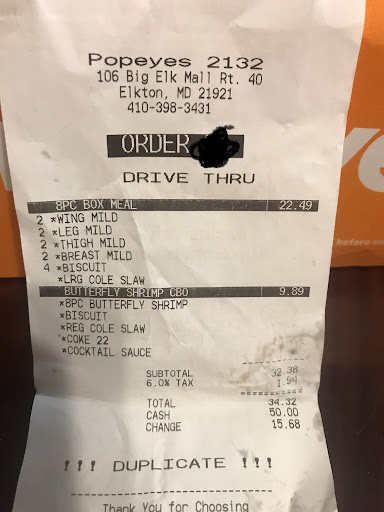 Popeyes 2132
106 Big Elk Mall Rt. 40
Elkton, MD 21921
410-398-3431
ORDER
DRIVE THRU
8PC BOX MEAL 22.49
2 *WING MILD
2 *LEG MILD
2 *THIGH MILD
2 *BREAST MILD
4 *BISCUIT
*LRG COLE SLAW
BUTTERFLY SHRIMP CBO 9.89
*8PC BUTTERFLY SHRIMP
*BISCUIT
*REG COLE SLAW
*COKE 22
*COCKTAIL SAUCE
SUBTOTAL 32.38
6.0% TAX 1.94
TOTAL 34.32
CASH 50.00
CHANGE 15.68
!!! DUPLICATE !!!
Thank You for Choosing
before